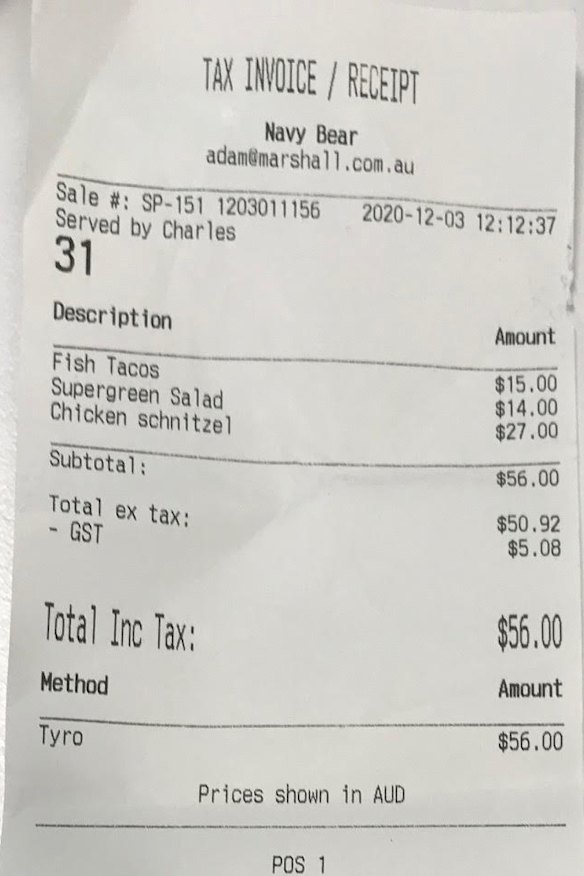 TAX INVOICE / RECEIPT
Navy Bear
adam@marshall.com.au
Sale #: SP-151 1203011156 2020-12-03 12:12:37
Served by Charles
31
Description Amount
Fish Tacos $15.00
Supergreen Salad $14.00
Chicken schnitzel $27.00
Subtotal: $56.00
Total ex tax: $50.92
- GST $5.08
Total Inc Tax: $56.00
Method Amount
Tyro $56.00
Prices shown in AUD
POS 1